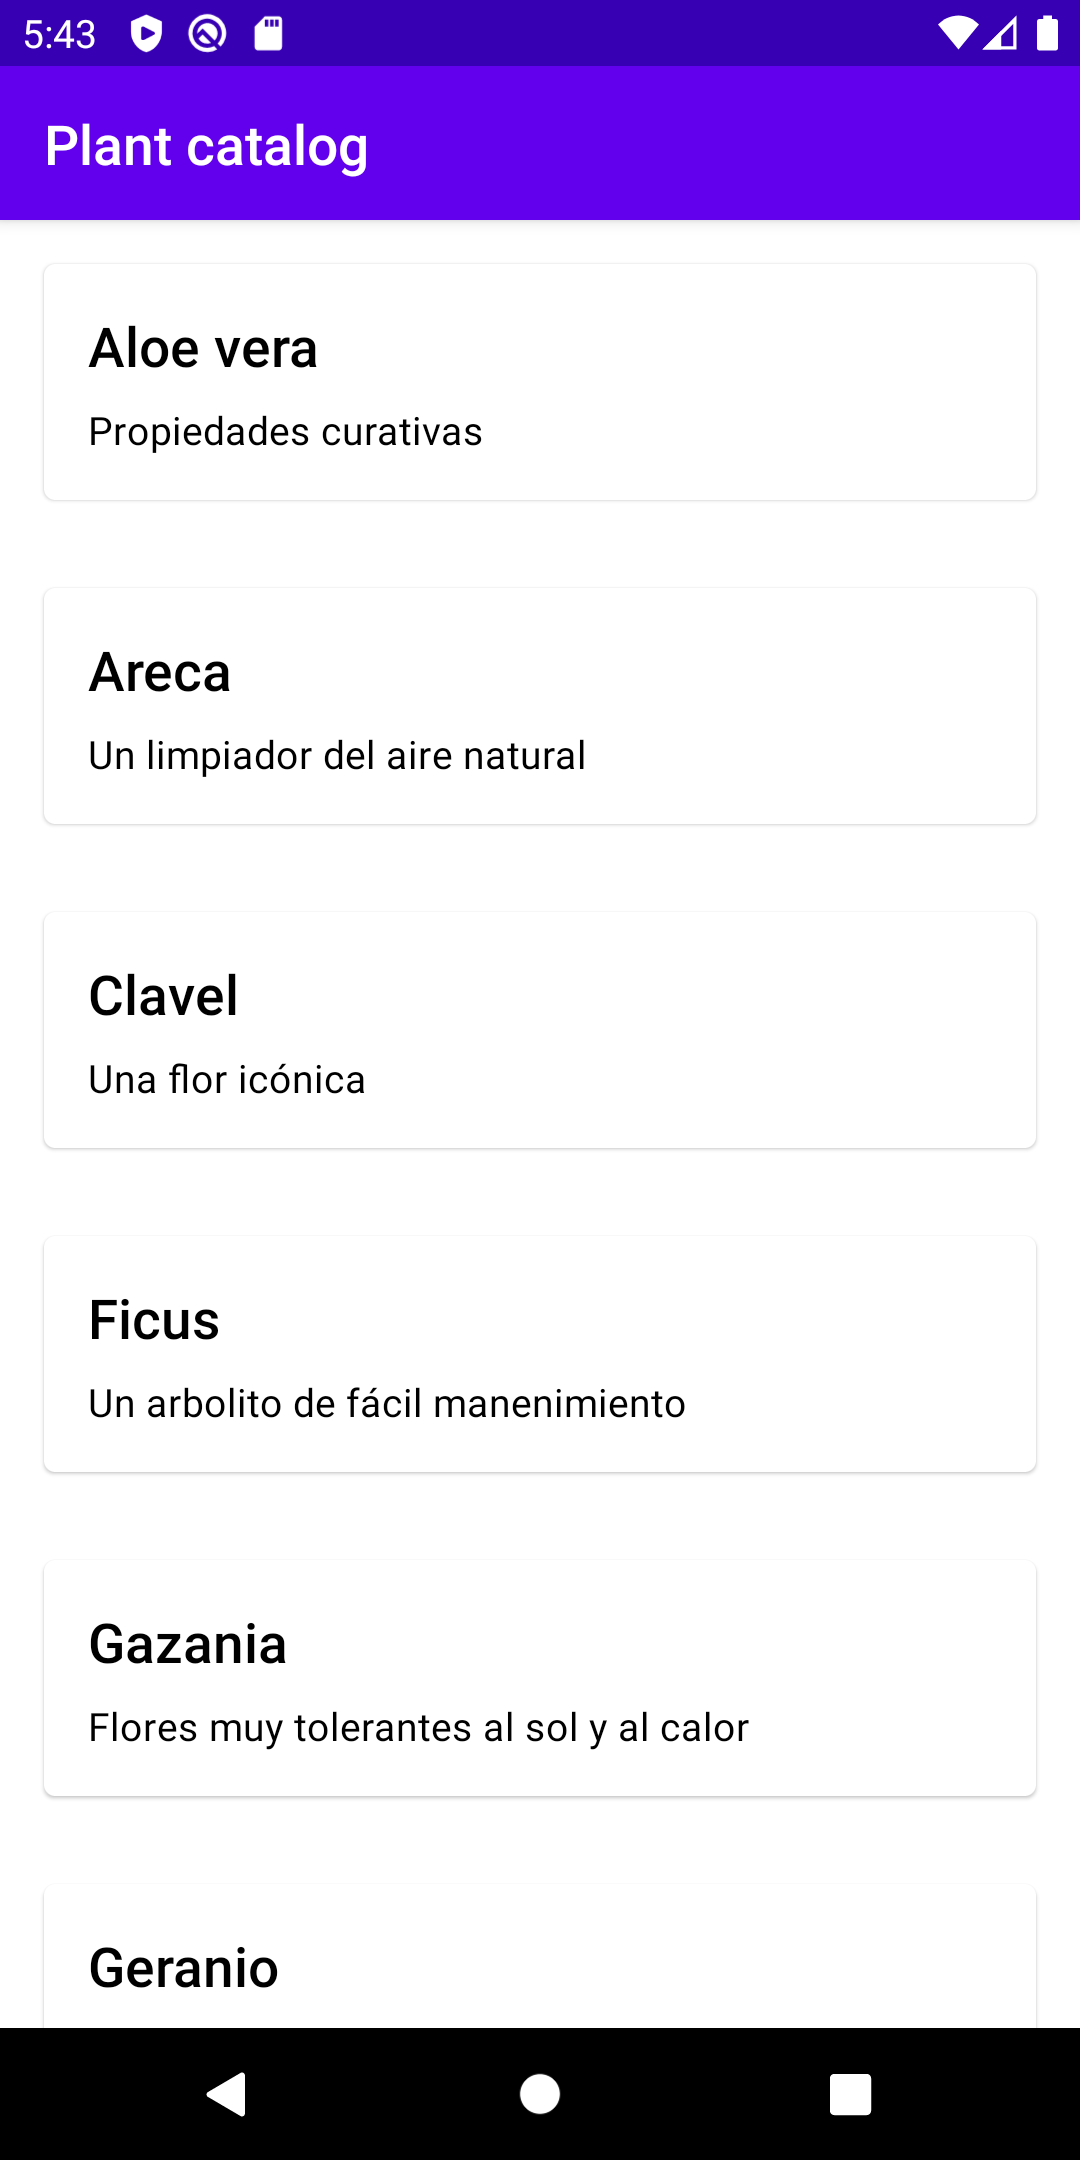 5:43
Plant catalog
Aloe vera
Propiedades curativas
Areca
Un limpiador del aire natural
Clavel
Una flor icónica
Ficus
Un arbolito de fácil manenimiento
Gazania
Flores muy tolerantes al sol y al calor
Geranio